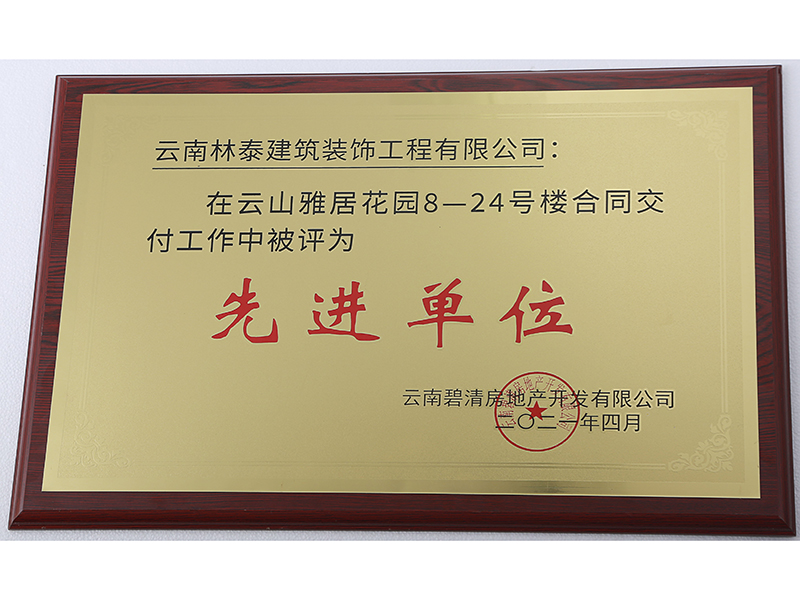 云南林泰建筑装饰工程有限公司：
在云山雅居花园8—24号楼合同交
付工作中被评为
先进单位
云南碧清房地产开发有限公司
二〇二一年四月